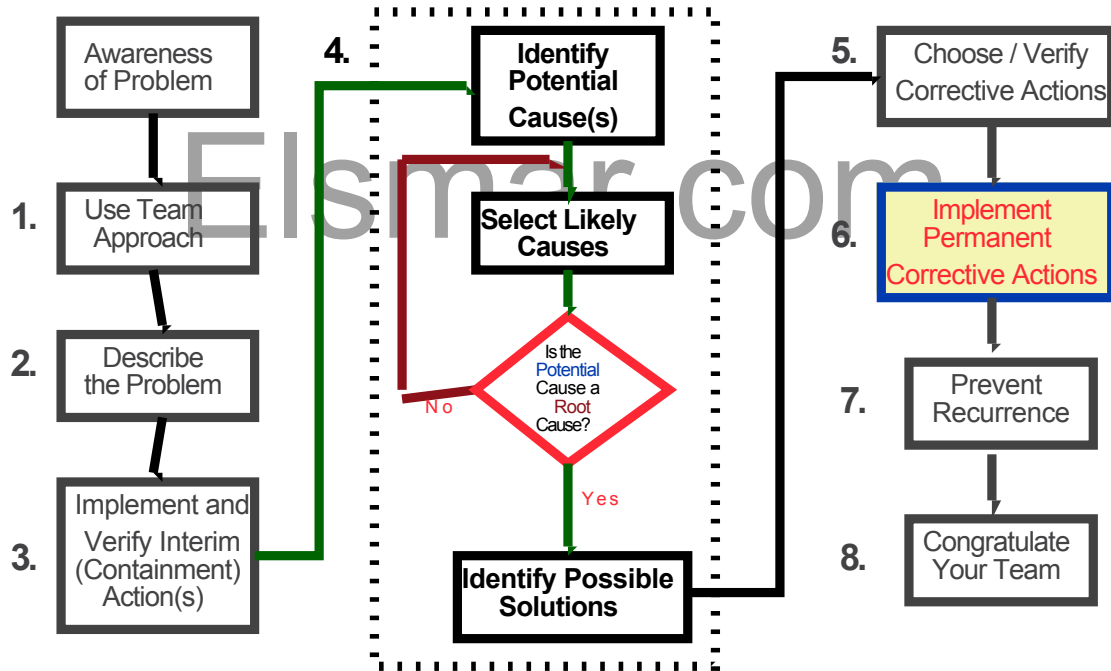 Awareness
of Problem
1.
Use Team
Approach
2.
Describe
the Problem
3.
Implement and
Verify Interim
(Containment)
Action(s)
4.
Identify
Potential
Cause(s)
Select Likely
Causes
Is the
Potential
Cause a
Root
Cause?
No
Yes
Identify Possible
Solutions
5.
Choose / Verify
Corrective Actions
6.
Implement
Permanent
Corrective Actions
7.
Prevent
Recurrence
8.
Congratulate
Your Team
Elsmar.com